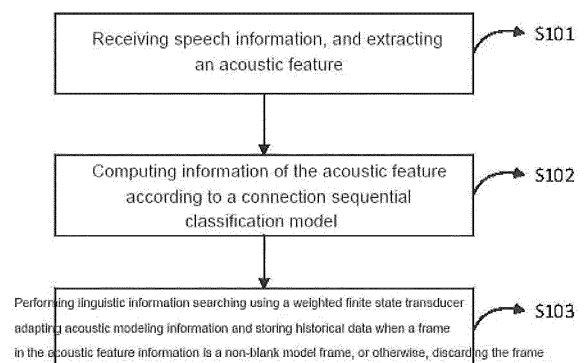 Receiving speech information, and extracting
an acoustic feature
S101
Computing information of the acoustic feature
according to a connection sequential
classification model
S102
Performing linguistic information searching using a weighted finite state transducer
adapting acoustic modeling information and storing historical data when a frame
in the acoustic feature information is a non-blank model frame, or otherwise, discarding the frame
S103